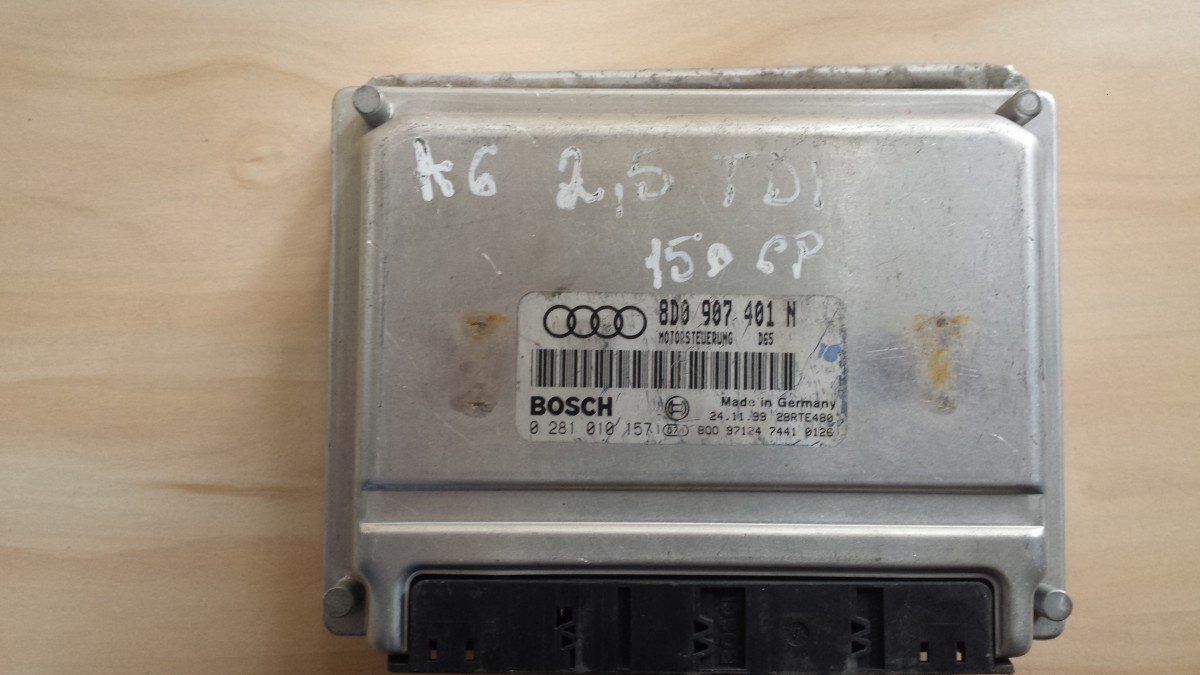 A6 2,5 TDI
150 CP
8D0 907 401 N
MOTORSTEUERUNG D65
BOSCH
Made in Germany
24.11.99 28RTE480
0 281 010 157 800 97124 7441 0126